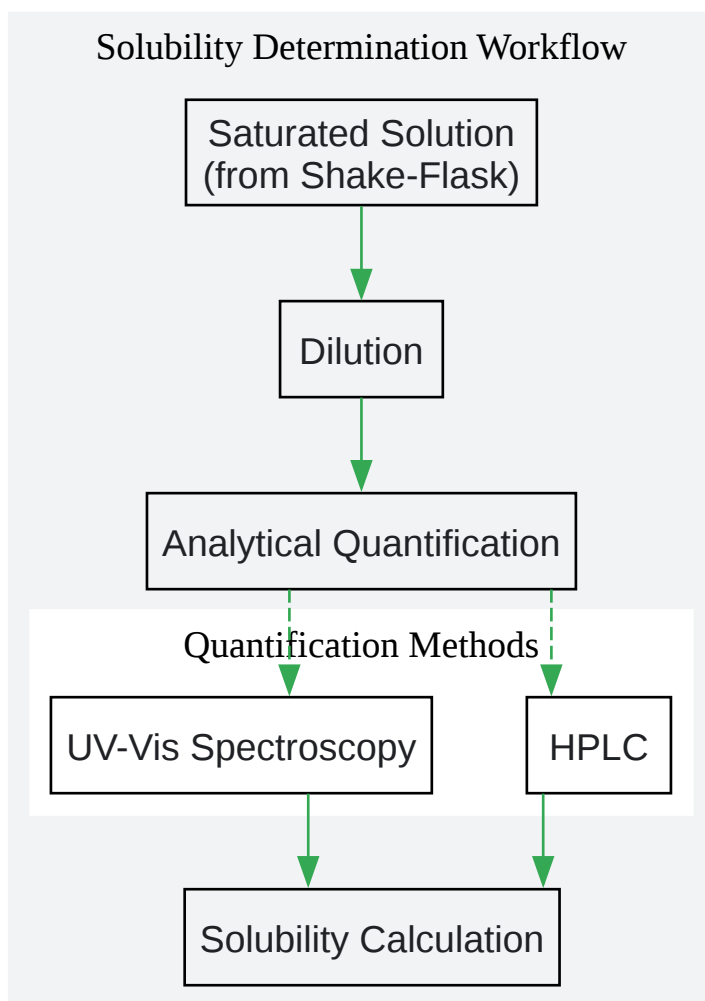 Solubility Determination Workflow
Saturated Solution
(from Shake-Flask)
Dilution
Analytical Quantification
Quantification Methods
UV-Vis Spectroscopy
HPLC
Solubility Calculation